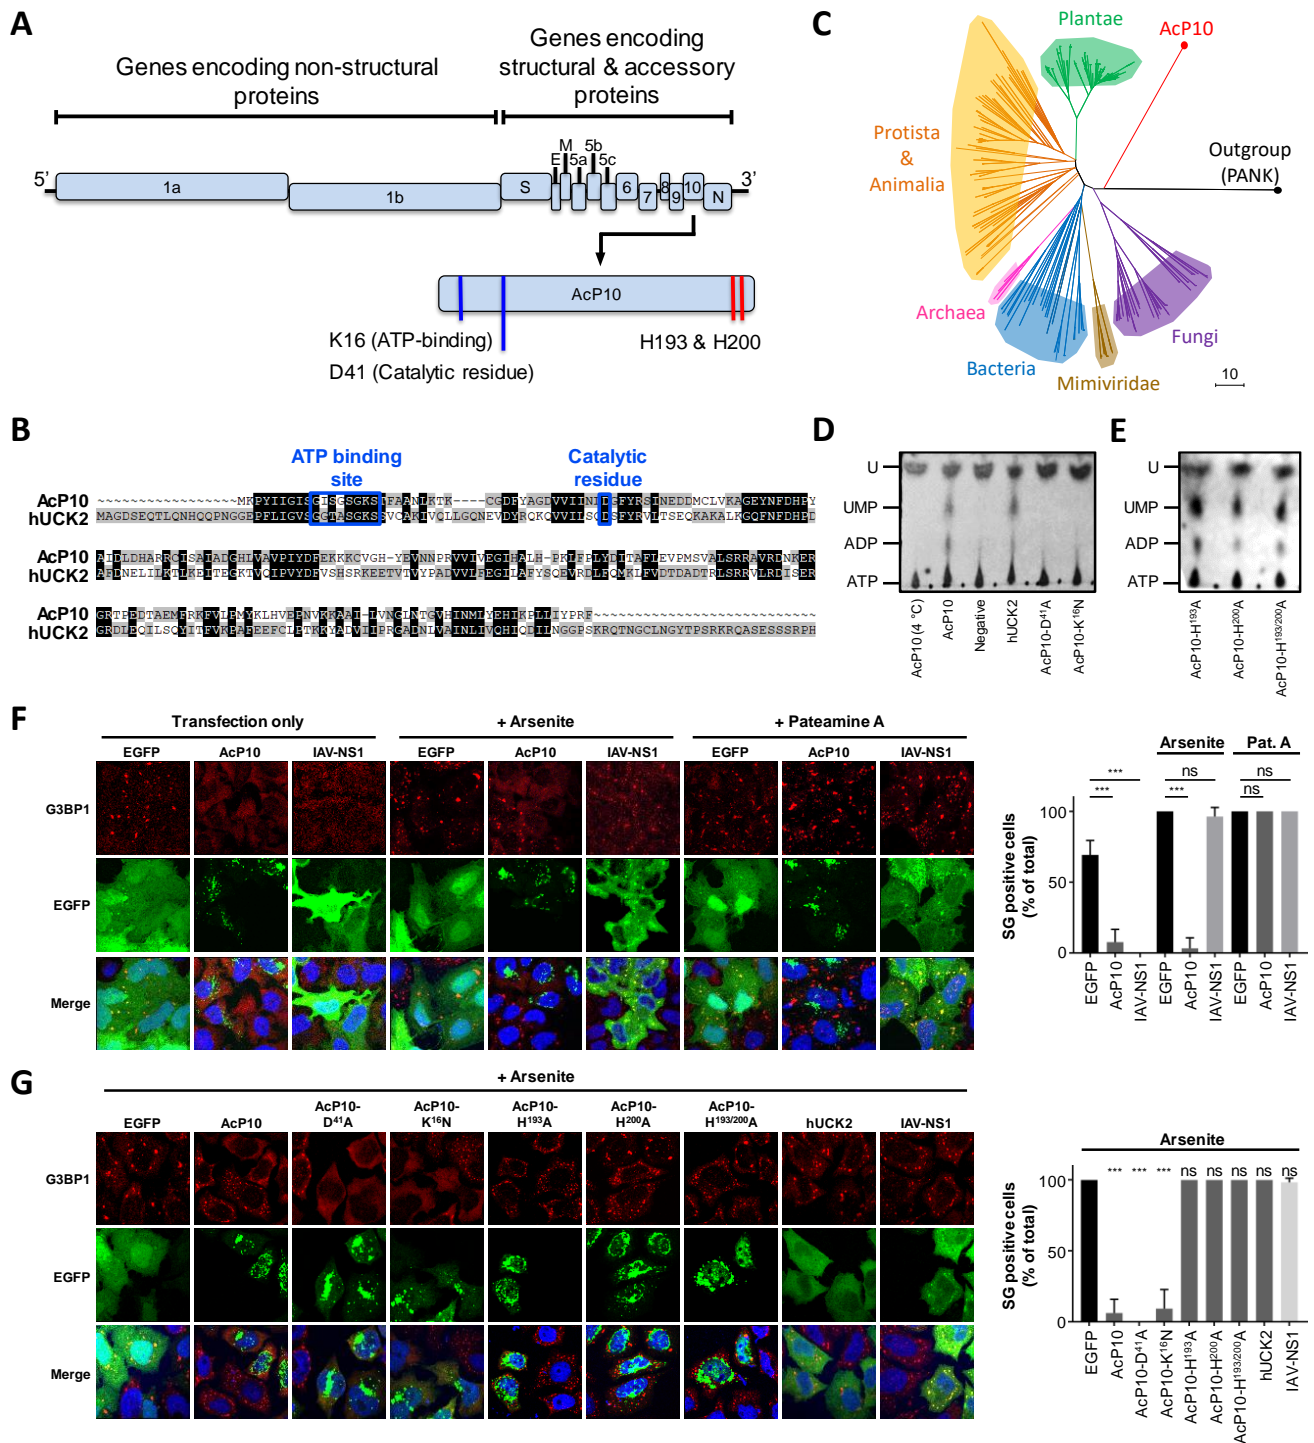 A
Genes encoding non-structural
proteins
Genes encoding
structural & accessory
proteins
5’
1a
1b
S
E
M
5a
5b
5c
6
7
8
9
10
N
3’
AcP10
K16 (ATP-binding)
D41 (Catalytic residue)
H193 & H200
C
Plantae
AcP10
Protista
&
Animalia
Outgroup
(PANK)
Archaea
Bacteria
Mimiviridae
Fungi
10
B
ATP binding
site
Catalytic
residue
AcP10
hUCK2
AcP10
hUCK2
AcP10
hUCK2
D
U
UMP
ADP
ATP
AcP10 (4 °C)
AcP10
Negative
hUCK2
AcP10-D41A
AcP10-K16N
E
U
UMP
ADP
ATP
AcP10-H193A
AcP10-H200A
AcP10-H193/200A
F
Transfection only
+ Arsenite
+ Pateamine A
EGFP AcP10 IAV-NS1 EGFP AcP10 IAV-NS1 EGFP AcP10 IAV-NS1
G3BP1
EGFP
Merge
Arsenite Pat. A
*** ns ns
*** *** ns
SG positive cells
(% of total)
100
50
0
EGFP
AcP10
IAV-NS1
EGFP
AcP10
IAV-NS1
EGFP
AcP10
IAV-NS1
G
+ Arsenite
EGFP AcP10 AcP10-D41A AcP10-K16N AcP10-H193A AcP10-H200A AcP10-H193/200A hUCK2 IAV-NS1
G3BP1
EGFP
Merge
Arsenite
*** *** *** ns ns ns ns ns
SG positive cells
(% of total)
100
50
0
EGFP
AcP10
AcP10-D41A
AcP10-K16N
AcP10-H193A
AcP10-H200A
AcP10-H193/200A
hUCK2
IAV-NS1